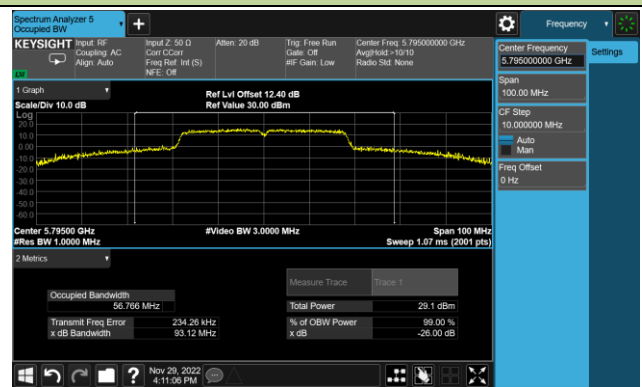 Spectrum Analyzer 5
Occupied BW
Frequency
KEYSIGHT
Input: RF
Coupling: AC
Align: Auto
Input Z: 50 Ω
Corr CCorr
Freq Ref: Int (S)
NFE: Off
Atten: 20 dB
Trig: Free Run
Gate: Off
#IF Gain: Low
Center Freq: 5.795000000 GHz
Avg|Hold:>10/10
Radio Std: None
Center Frequency
5.795000000 GHz
Settings
Span
100.00 MHz
CF Step
10.000000 MHz
Auto
Man
Freq Offset
0 Hz
1 Graph
Scale/Div 10.0 dB
Ref Lvl Offset 12.40 dB
Ref Value 30.00 dBm
Log
20.0
10.0
0.00
-10.0
-20.0
-30.0
-40.0
-50.0
-60.0
Center 5.79500 GHz
#Video BW 3.0000 MHz
Span 100 MHz
#Res BW 1.0000 MHz
Sweep 1.07 ms (2001 pts)
2 Metrics
Measure Trace
Trace 1
Occupied Bandwidth
56.766 MHz
Total Power
29.1 dBm
Transmit Freq Error
234.26 kHz
% of OBW Power
99.00 %
x dB Bandwidth
93.12 MHz
x dB
-26.00 dB
Nov 29, 2022
4:11:06 PM